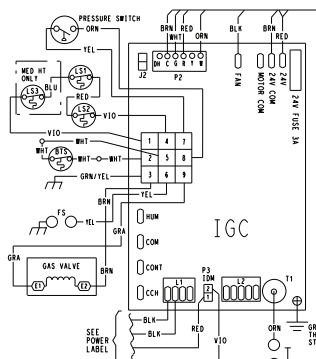 PRESSURE SWITCH
ORN
YEL
BRN
WHT
RED
ORN
BLK
BRN
RED
J2
DH C G R Y W
P2
FAN
MOTOR COM
24V COM
24V
24V FUSE 3A
MED HT
ONLY
LS1
BLU
LS3
RED
LS2
VIO
VIO
WHT
WHT
BTS
WHT
WHT
GRN/YEL
YEL
1 4 7
2 5 8
3 6 9
BRN
FS
YEL
GRA
GRA
GAS VALVE
E1
E2
BRN
HUM
COM
CONT
CCH
IGC
L1
P3
IDM
2
1
L2
T1
BLK
BLK
RED
VIO
ORN
SEE
POWER
LABEL